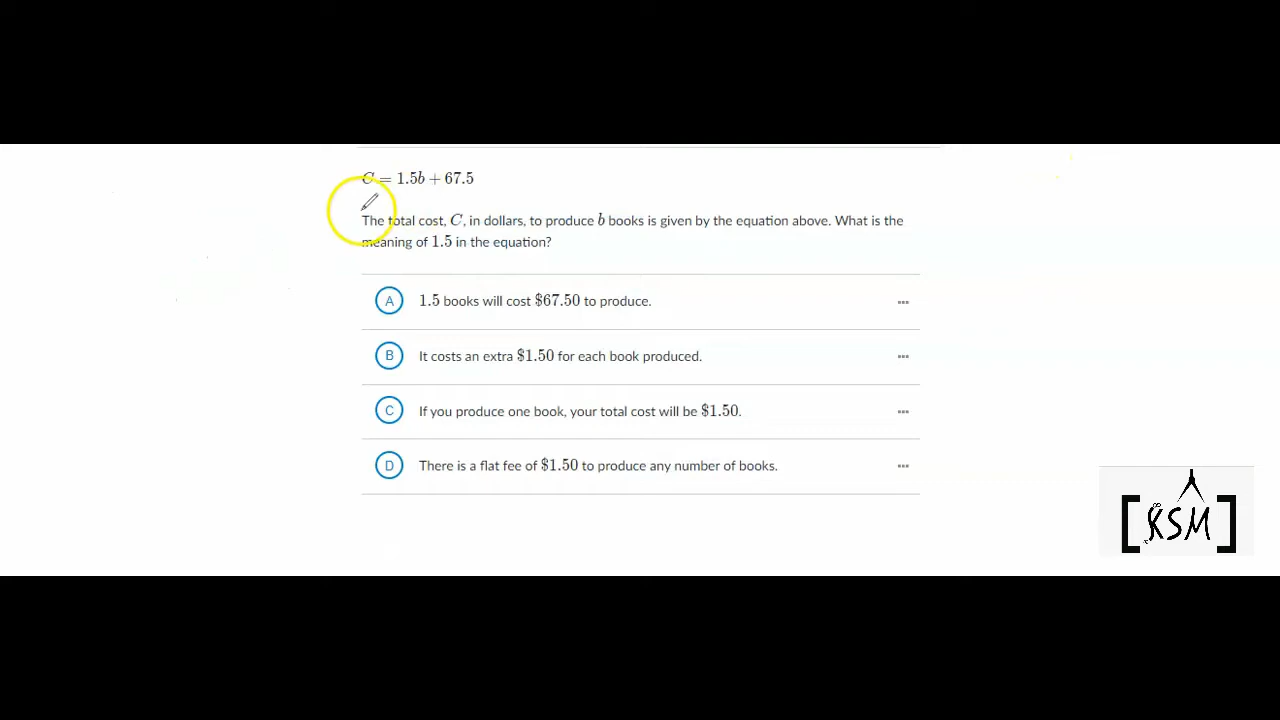 C = 1.5b + 67.5
The total cost, C, in dollars, to produce b books is given by the equation above. What is the
meaning of 1.5 in the equation?
A 1.5 books will cost $67.50 to produce.
B It costs an extra $1.50 for each book produced.
C If you produce one book, your total cost will be $1.50.
D There is a flat fee of $1.50 to produce any number of books.
[KSM]